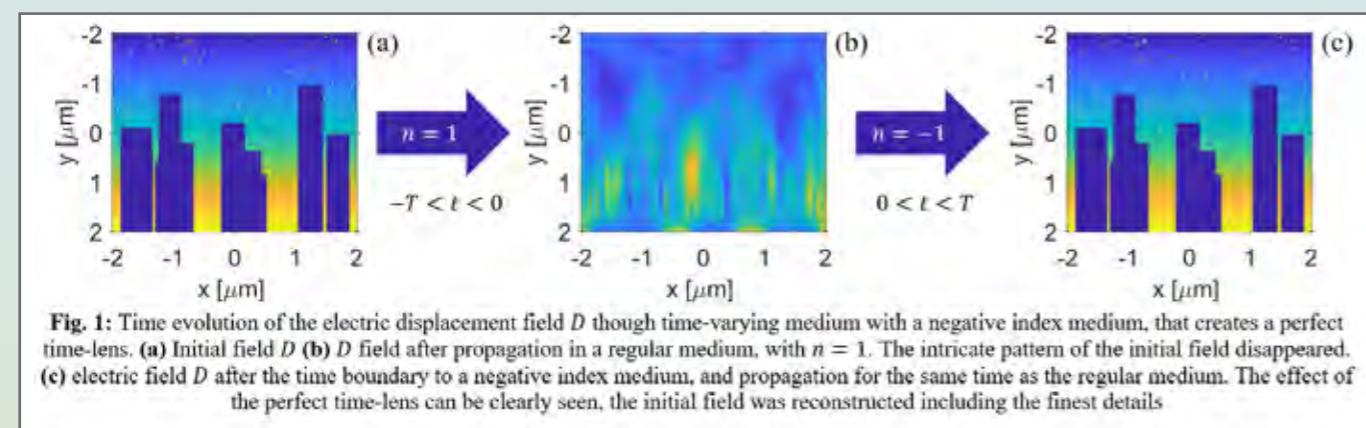 -2 (a) -2 (b) -2 (c)
-1 -1 -1
y [μm] 0 n = 1 y [μm] 0 n = −1 y [μm] 0
1 −T < t < 0 1 0 < t < T 1
2 2 2
-2 -1 0 1 2 -2 -1 0 1 2 -2 -1 0 1 2
x [μm] x [μm] x [μm]
Fig. 1: Time evolution of the electric displacement field D though time-varying medium with a negative index medium, that creates a perfect
time-lens. (a) Initial field D (b) D field after propagation in a regular medium, with n = 1. The intricate pattern of the initial field disappeared.
(c) electric field D after the time boundary to a negative index medium, and propagation for the same time as the regular medium. The effect of
the perfect time-lens can be clearly seen, the initial field was reconstructed including the finest details